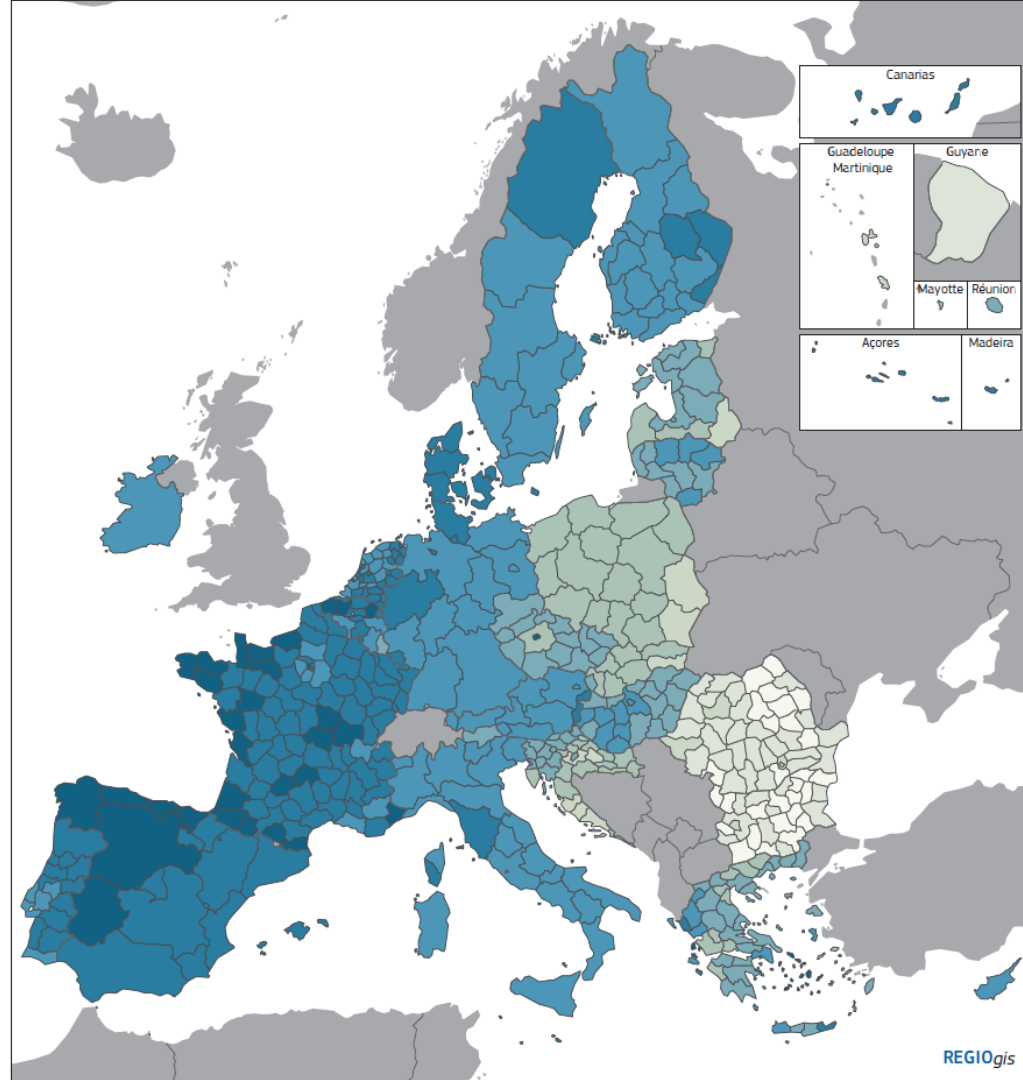 Canarias
Guadeloupe
Martinique
Guyane
Mayotte
Réunion
Açores
Madeira
REGIOgis